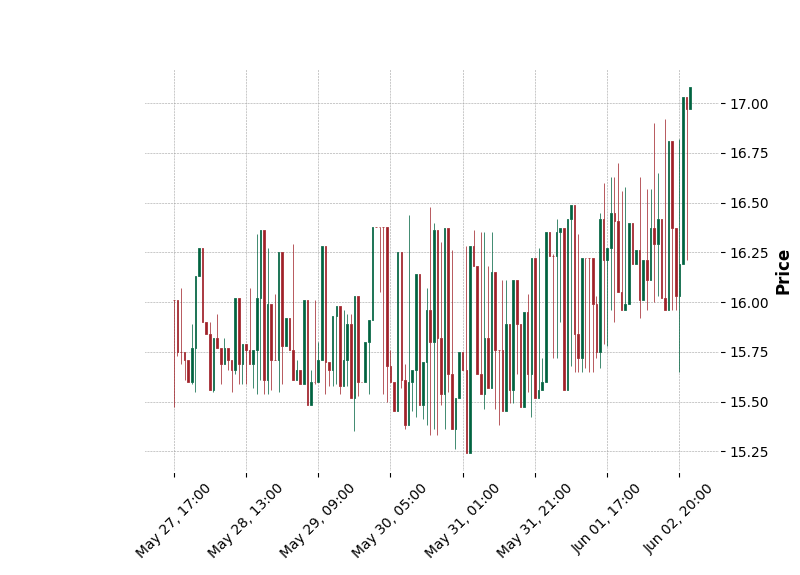 17.00
16.75
16.50
16.25
16.00
15.75
15.50
15.25
Price
May 27, 17:00
May 28, 13:00
May 29, 09:00
May 30, 05:00
May 31, 01:00
May 31, 21:00
Jun 01, 17:00
Jun 02, 20:00